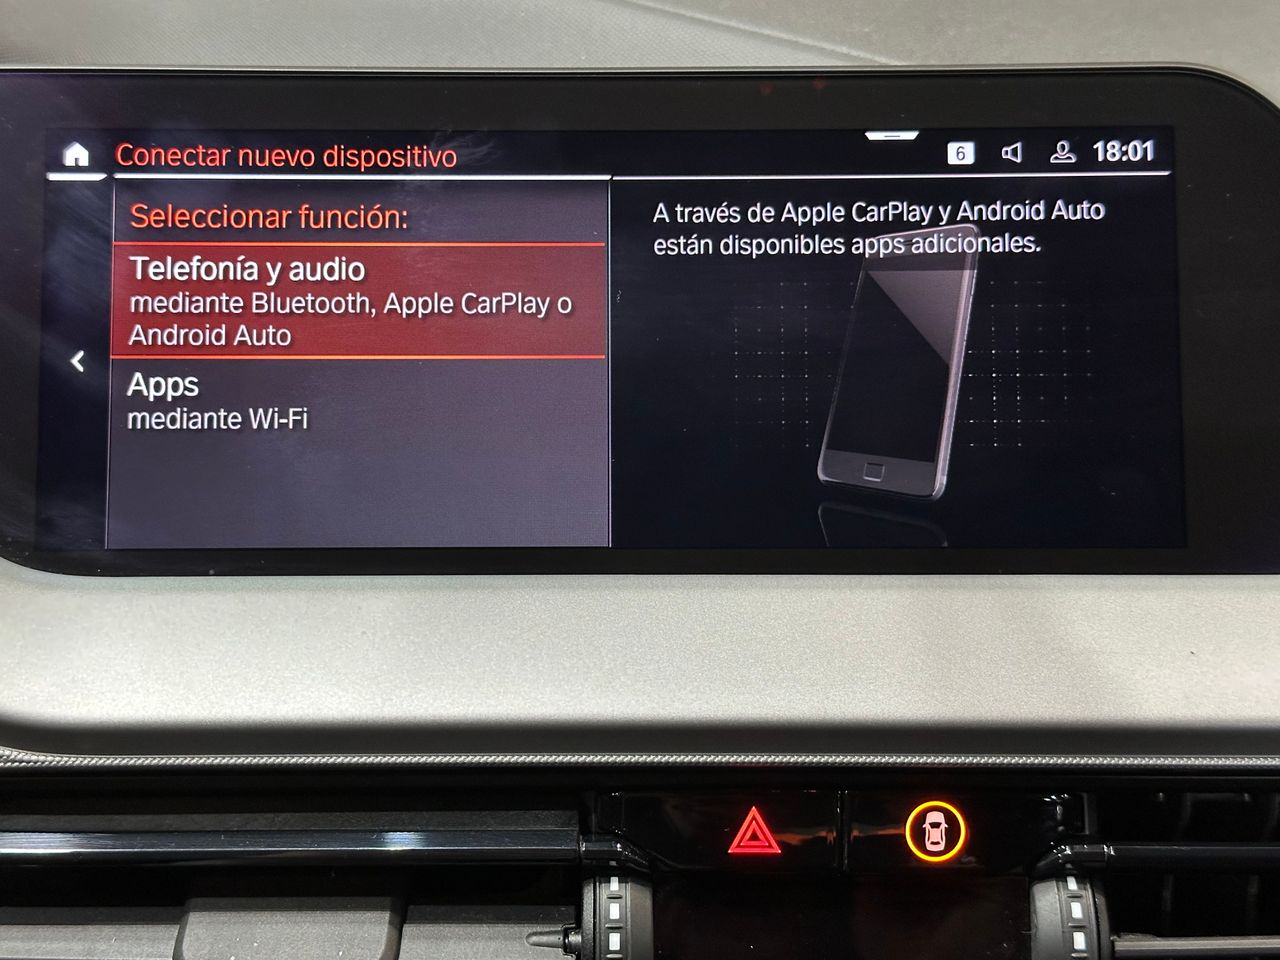 Conectar nuevo dispositivo
6
18:01
Seleccionar función:
Telefonía y audio
mediante Bluetooth, Apple CarPlay o
Android Auto
Apps
mediante Wi-Fi
A través de Apple CarPlay y Android Auto
están disponibles apps adicionales.